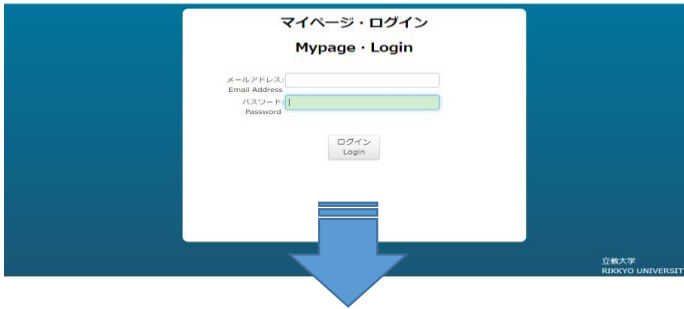 マイページ・ログイン
Mypage・Login
メールアドレス:
Email Address
パスワード:
Password
ログイン
Login
立教大学
RIKKYO UNIVERSIT